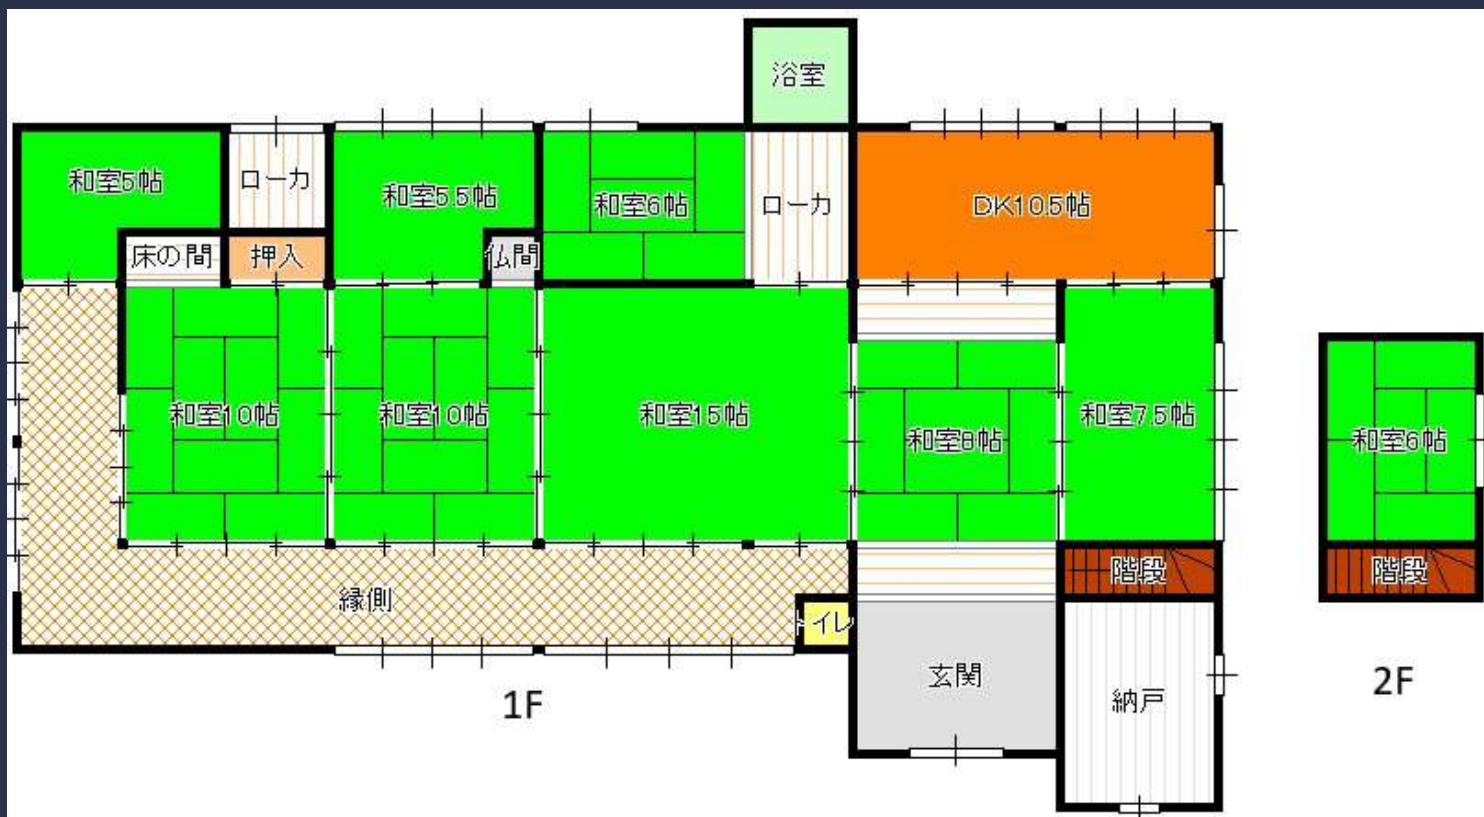 浴室
和室5帖
ローカ
和室5.5帖
和室6帖
ローカ
DK10.5帖
床の間
押入
仏間
和室10帖
和室10帖
和室15帖
和室8帖
和室7.5帖
和室6帖
縁側
トイレ
階段
階段
玄関
納戸
1F
2F